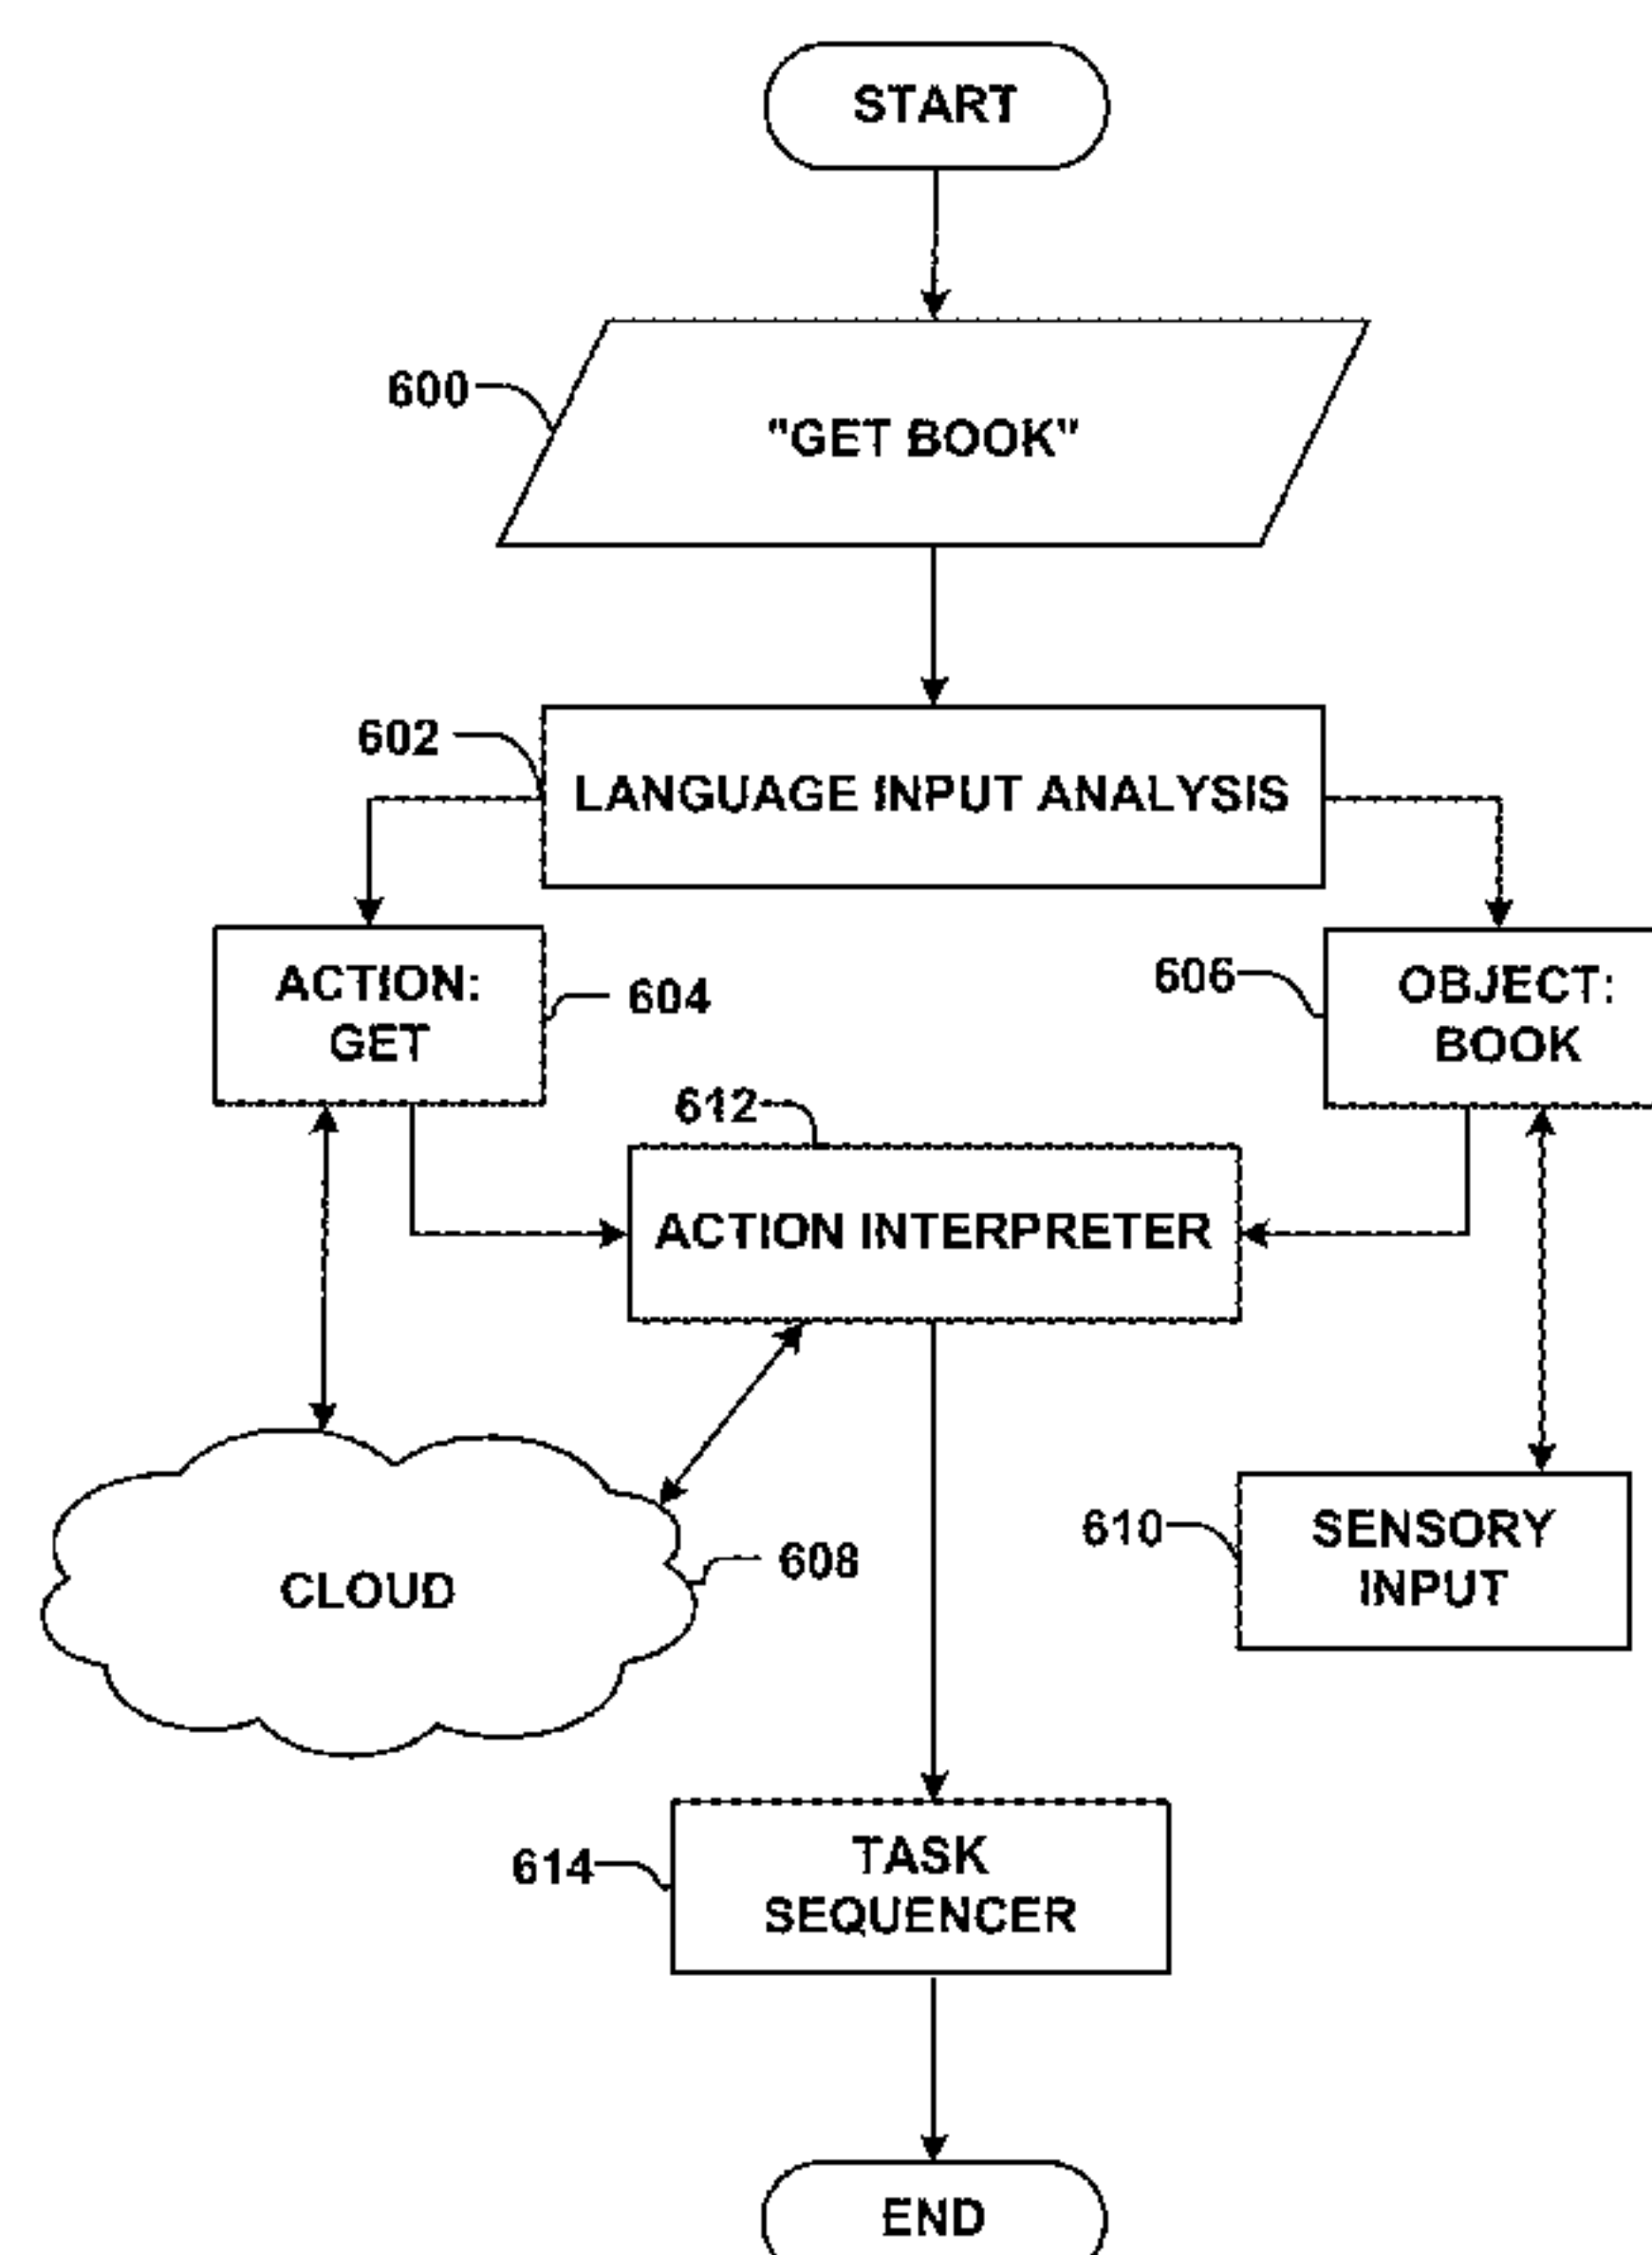 START
600
"GET BOOK"
602
LANGUAGE INPUT ANALYSIS
ACTION:
GET
604
606
OBJECT:
BOOK
612
ACTION INTERPRETER
CLOUD
608
610
SENSORY
INPUT
614
TASK
SEQUENCER
END